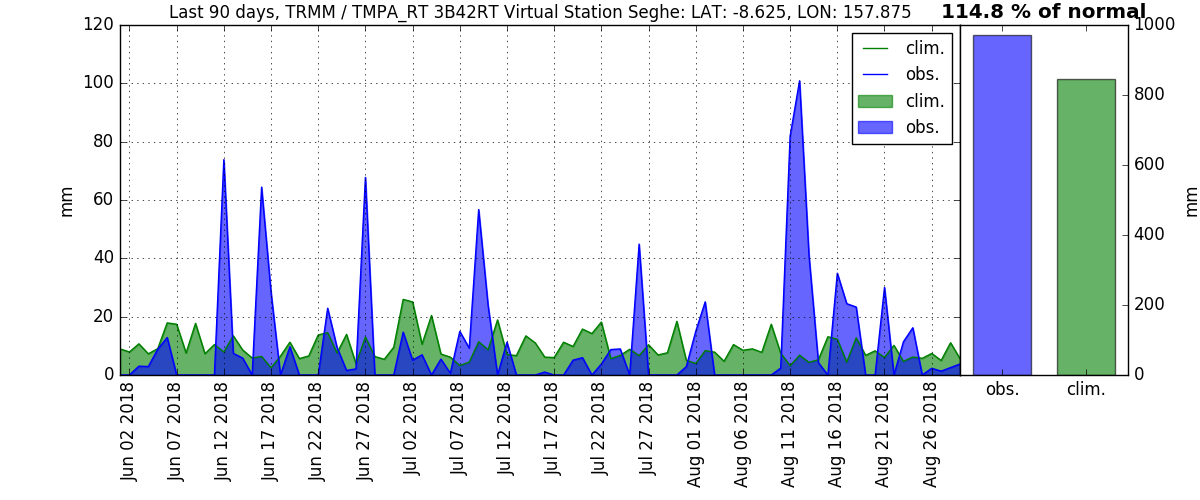 Last 90 days, TRMM / TMPA_RT 3B42RT Virtual Station Seghe: LAT: -8.625, LON: 157.875
114.8 % of normal
120
100
80
60
40
20
0
mm
clim.
obs.
clim.
obs.
1000
800
600
400
200
0
mm
obs.
clim.
Jun 02 2018
Jun 07 2018
Jun 12 2018
Jun 17 2018
Jun 22 2018
Jun 27 2018
Jul 02 2018
Jul 07 2018
Jul 12 2018
Jul 17 2018
Jul 22 2018
Jul 27 2018
Aug 01 2018
Aug 06 2018
Aug 11 2018
Aug 16 2018
Aug 21 2018
Aug 26 2018